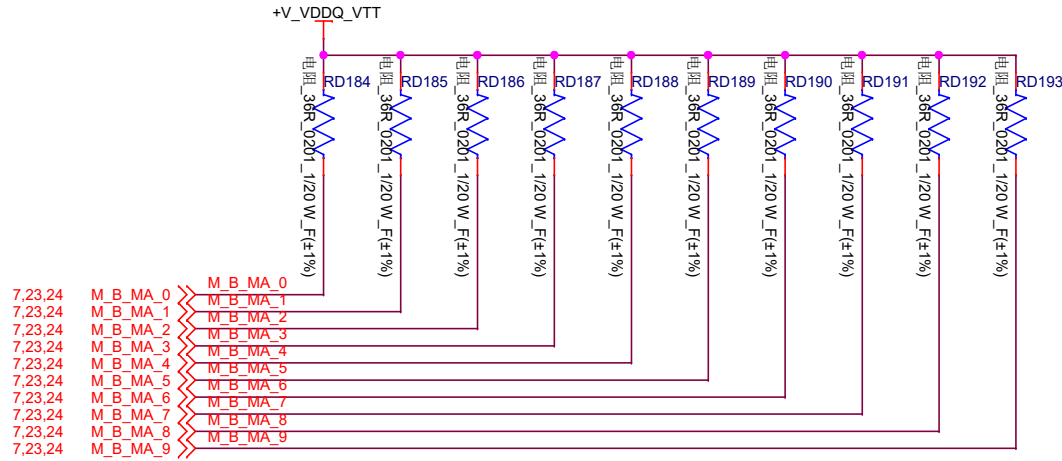 +V_VDDQ_VTT
RD184
RD185
RD186
RD187
RD188
RD189
RD190
RD191
RD192
RD193
电阻_36R_0201_1/20 W_F(±1%)
电阻_36R_0201_1/20 W_F(±1%)
电阻_36R_0201_1/20 W_F(±1%)
电阻_36R_0201_1/20 W_F(±1%)
电阻_36R_0201_1/20 W_F(±1%)
电阻_36R_0201_1/20 W_F(±1%)
电阻_36R_0201_1/20 W_F(±1%)
电阻_36R_0201_1/20 W_F(±1%)
电阻_36R_0201_1/20 W_F(±1%)
电阻_36R_0201_1/20 W_F(±1%)
7,23,24 M_B_MA_0 M_B_MA_0
7,23,24 M_B_MA_1 M_B_MA_1
7,23,24 M_B_MA_2 M_B_MA_2
7,23,24 M_B_MA_3 M_B_MA_3
7,23,24 M_B_MA_4 M_B_MA_4
7,23,24 M_B_MA_5 M_B_MA_5
7,23,24 M_B_MA_6 M_B_MA_6
7,23,24 M_B_MA_7 M_B_MA_7
7,23,24 M_B_MA_8 M_B_MA_8
7,23,24 M_B_MA_9 M_B_MA_9